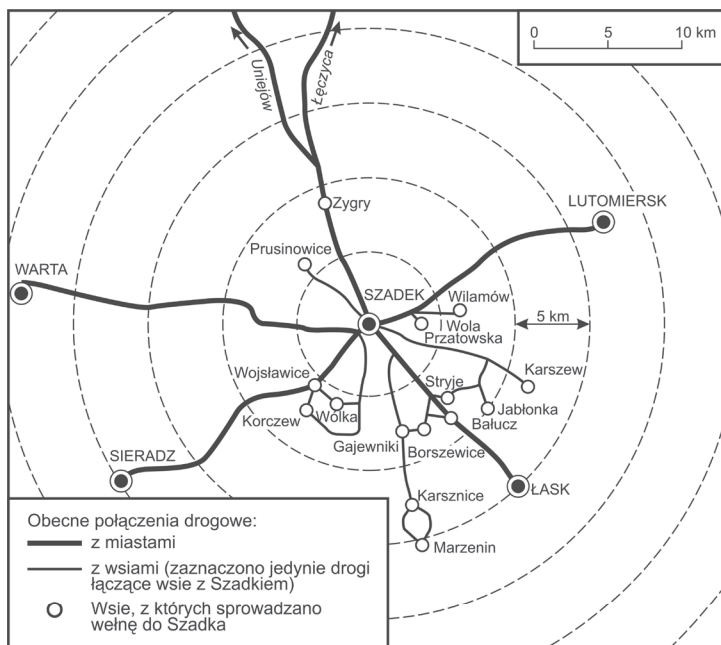 0 5 10 km
Uniejów
Łęczyca
LUTOMIERSK
Zygry
Prusinowice
WARTA
SZADEK
Wilamów
Wola
Przatowska
5 km
Wojsławice
Stryje
Karszew
Korczew
Wólka
Jabłonka
Bałucz
Gajewniki
Borszewice
SIERADZ
ŁASK
Karsznice
Marzenin
Obecne połączenia drogowe:
z miastami
z wsiami (zaznaczono jedynie drogi
łączące wsie z Szadkiem)
Wsie, z których sprowadzano
wełnę do Szadka